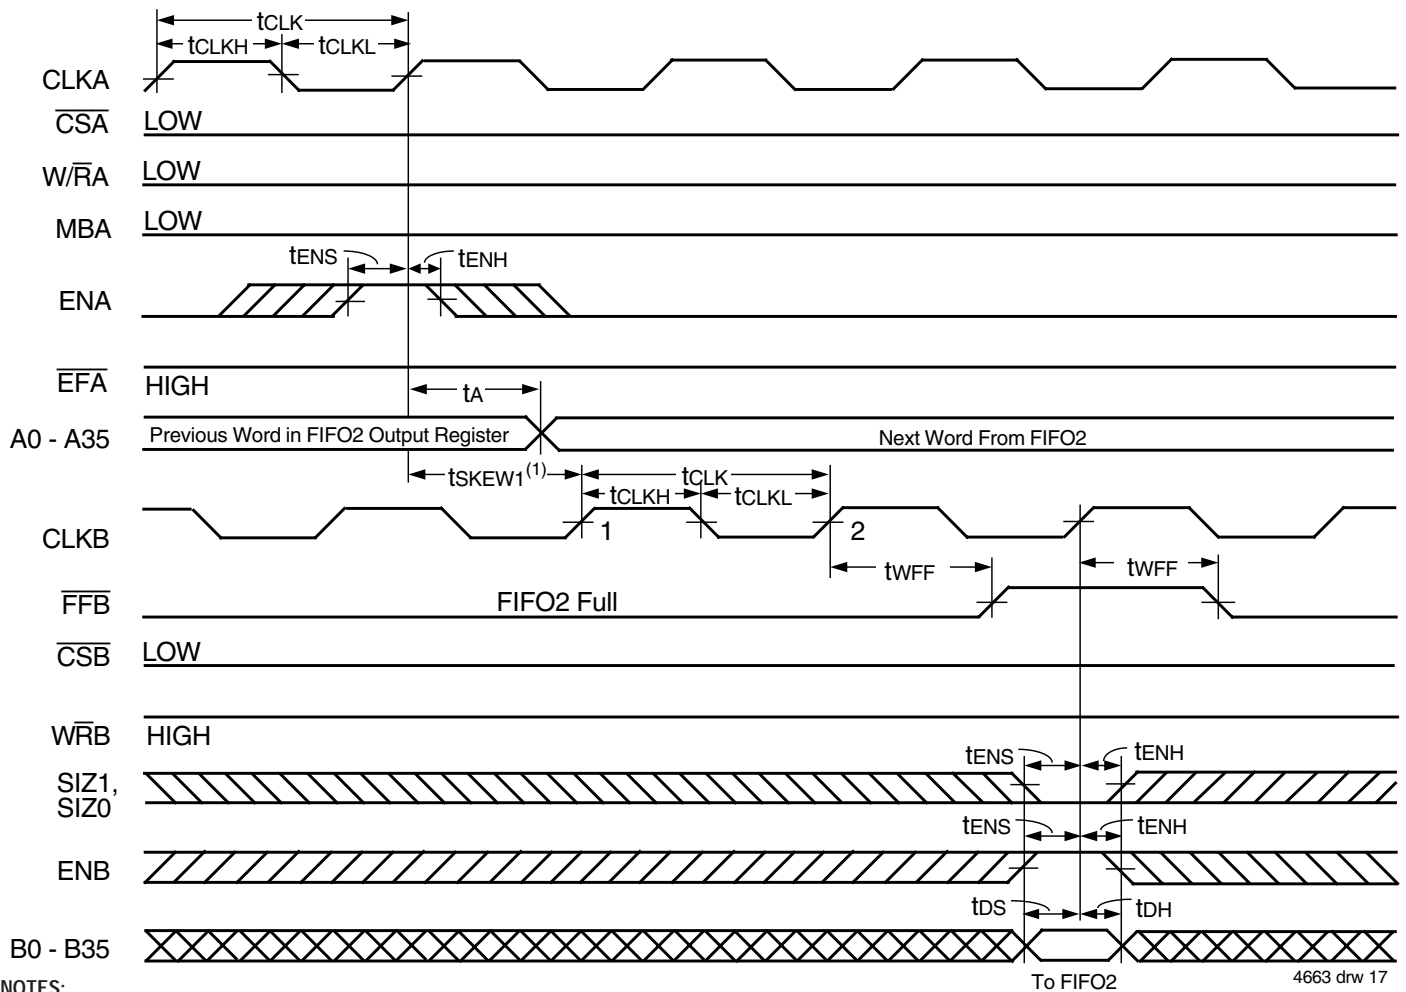 tCLK
tCLKH tCLKL
CLKA
CSA LOW
W/RA LOW
MBA LOW
tENS tENH
ENA
EFA HIGH
tA
A0 - A35 Previous Word in FIFO2 Output Register Next Word From FIFO2
tSKEW1(1) tCLK
tCLKH tCLKL
CLKB 1 2
tWFF tWFF
FFB FIFO2 Full
CSB LOW
WRB HIGH
tENS tENH
SIZ1,
SIZ0
tENS tENH
ENB
tDS tDH
B0 - B35
To FIFO2 4663 drw 17
NOTES: